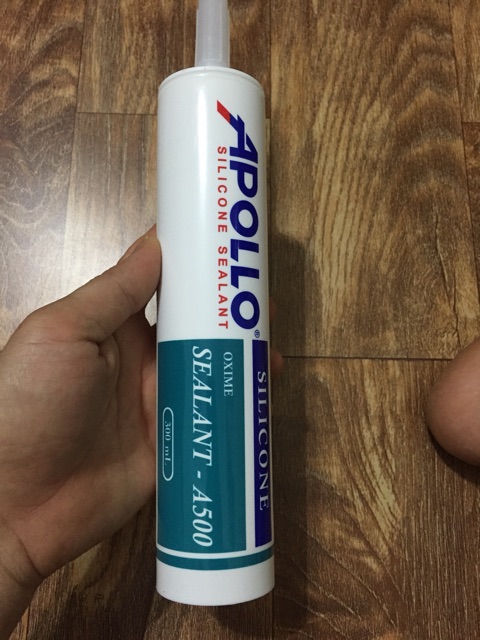 APOLLO®
SILICONE SEALANT
SILICONE
OXIME
SEALANT - A500
300 mL